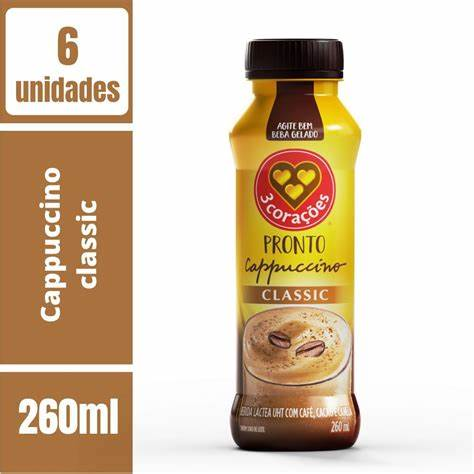 6
unidades
Cappuccino
classic
260ml
AGITE BEM
BEBA GELADO
3 corações
PRONTO
Cappuccino
CLASSIC
BEBIDA LÁCTEA UHT COM CAFÉ, CACAU E CANELA
260 ml